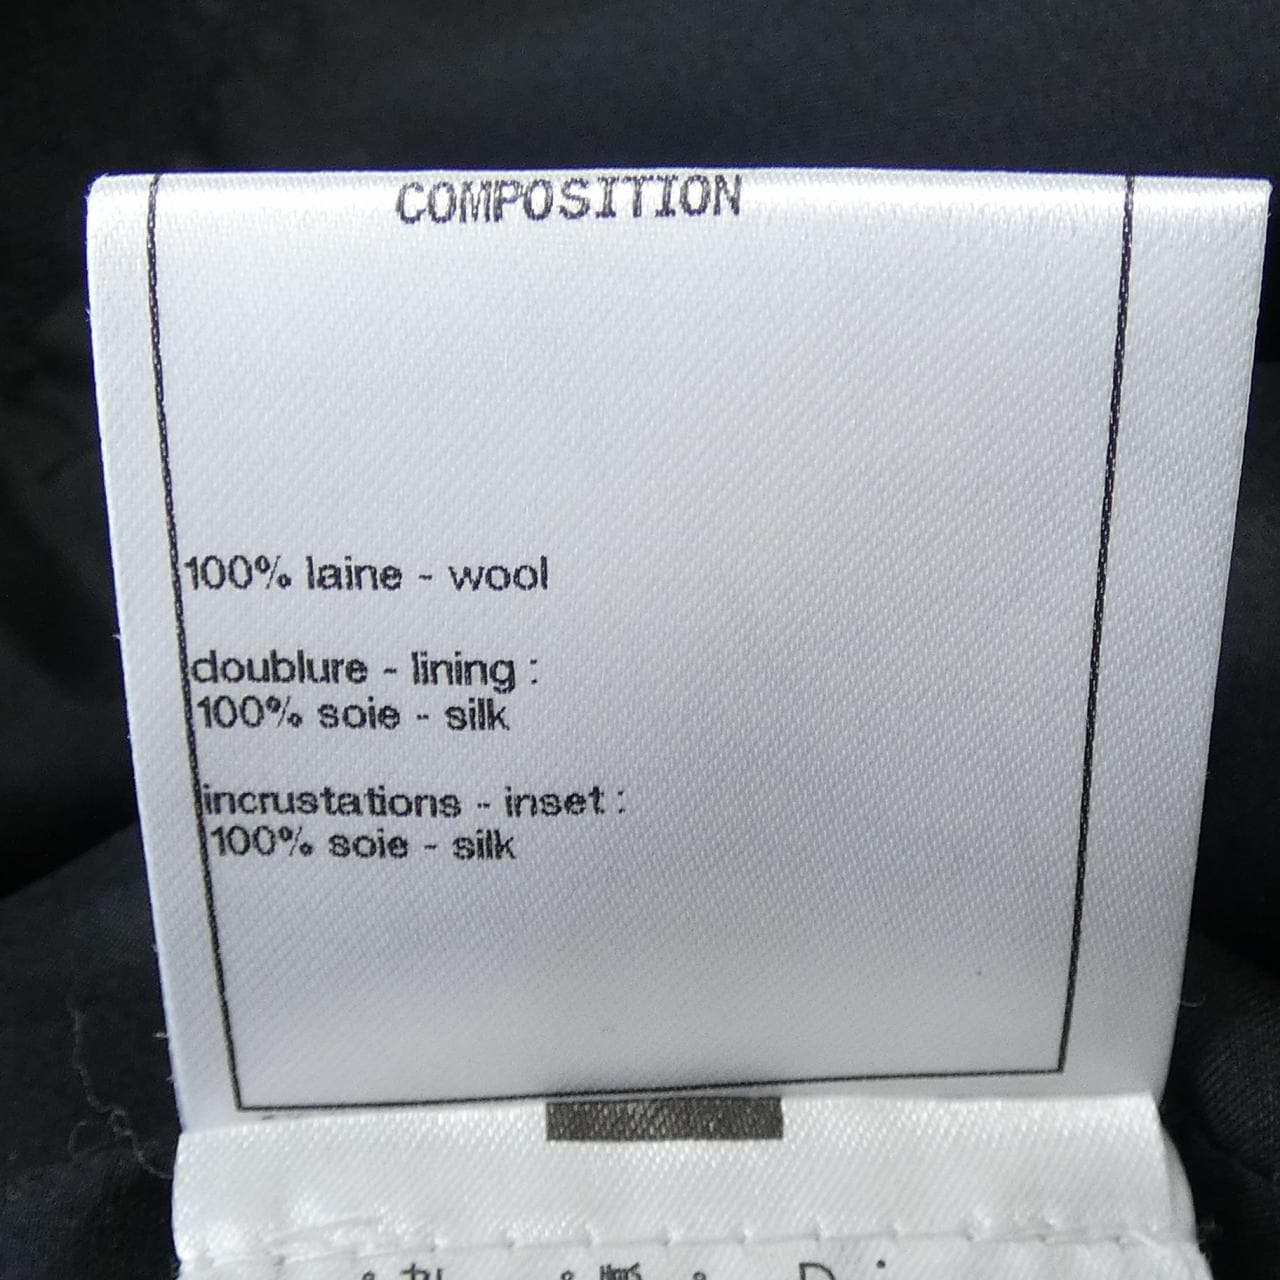 COMPOSITION
100% laine - wool
doublure - lining :
100% soie - silk
incrustations - inset :
100% soie - silk